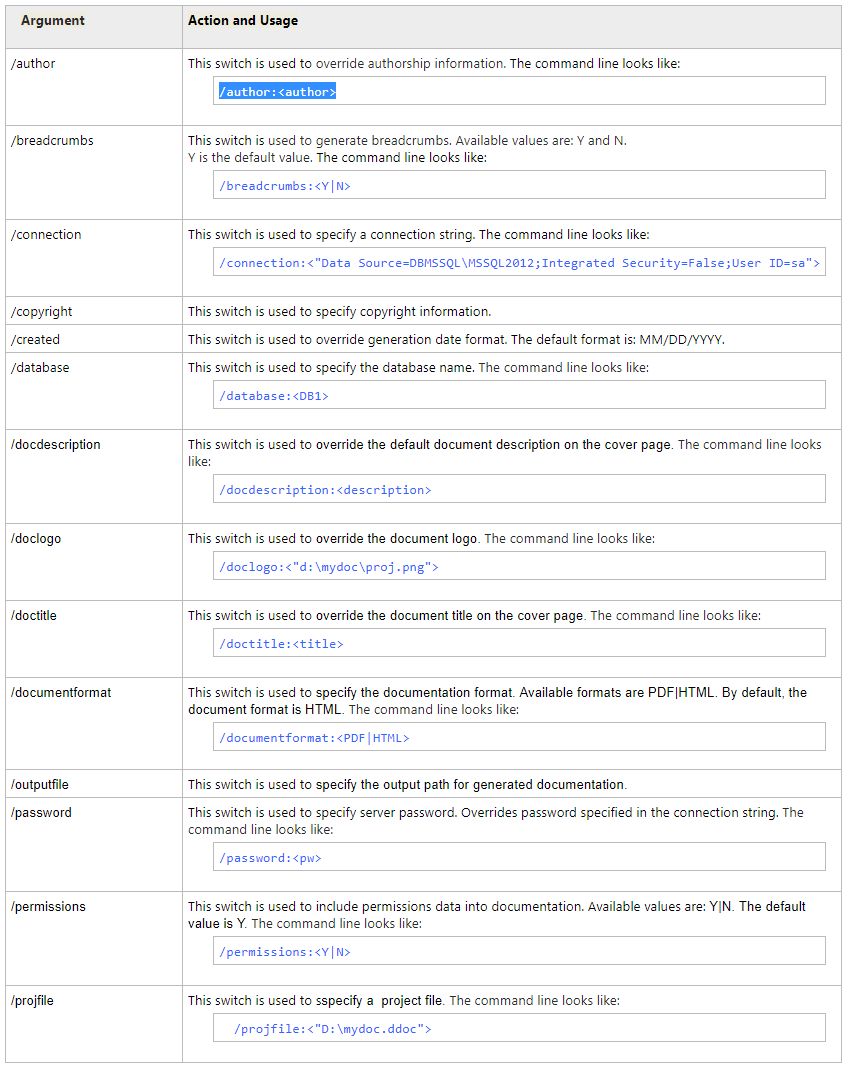 Argument Action and Usage
/author This switch is used to override authorship information. The command line looks like:
/author:<author>
/breadcrumbs This switch is used to generate breadcrumbs. Available values are: Y and N.
Y is the default value. The command line looks like:
/breadcrumbs:<Y|N>
/connection This switch is used to specify a connection string. The command line looks like:
/connection:<"Data Source=DBMSSQL\MSSQL2012;Integrated Security=False;User ID=sa">
/copyright This switch is used to specify copyright information.
/created This switch is used to override generation date format. The default format is: MM/DD/YYYY.
/database This switch is used to specify the database name. The command line looks like:
/database:<DB1>
/docdescription This switch is used to override the default document description on the cover page. The command line looks
like:
/docdescription:<description>
/doclogo This switch is used to override the document logo. The command line looks like:
/doclogo:<"d:\mydoc\proj.png">
/doctitle This switch is used to override the document title on the cover page. The command line looks like:
/doctitle:<title>
/documentformat This switch is used to specify the documentation format. Available formats are PDF|HTML. By default, the
document format is HTML. The command line looks like:
/documentformat:<PDF|HTML>
/outputfile This switch is used to specify the output path for generated documentation.
/password This switch is used to specify server password. Overrides password specified in the connection string. The
command line looks like:
/password:<pw>
/permissions This switch is used to include permissions data into documentation. Available values are: Y|N. The default
value is Y. The command line looks like:
/permissions:<Y|N>
/projfile This switch is used to sspecify a  project file. The command line looks like:
/projfile:<"D:\mydoc.ddoc">